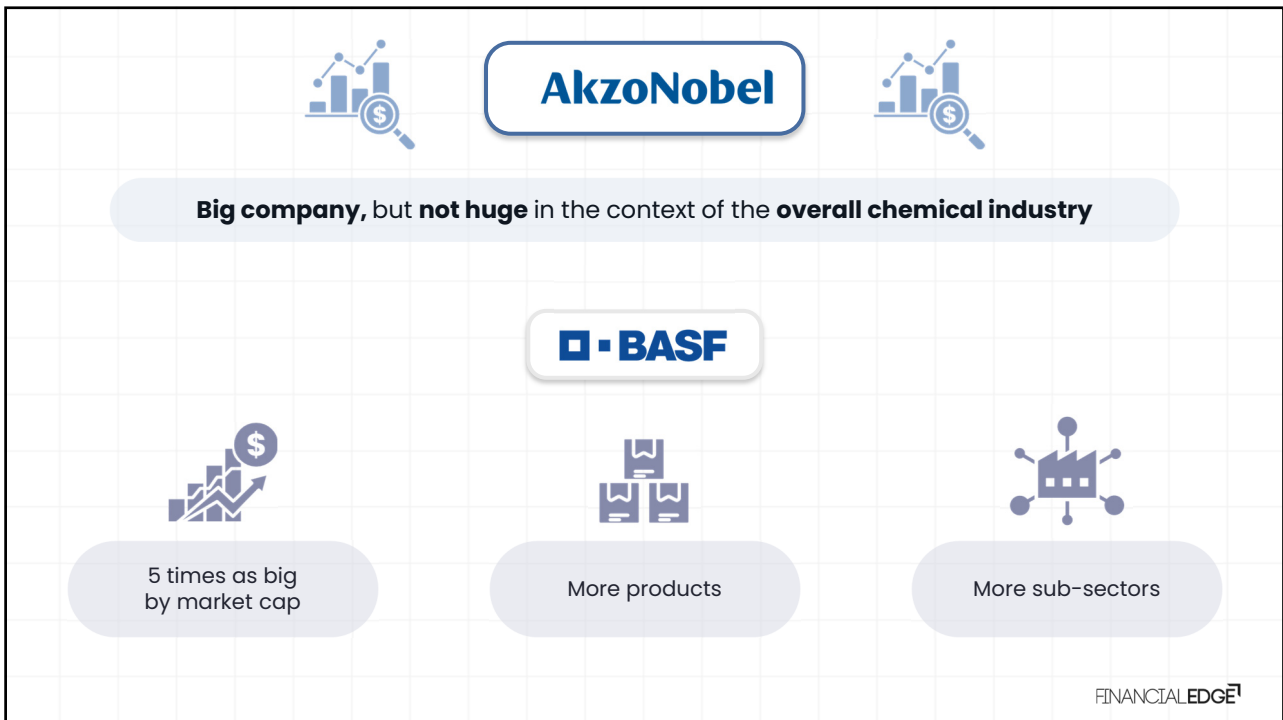 AkzoNobel
$
$
Big company, but not huge in the context of the overall chemical industry
BASF
$
5 times as big
by market cap
More products
More sub-sectors
FINANCIALEDGE